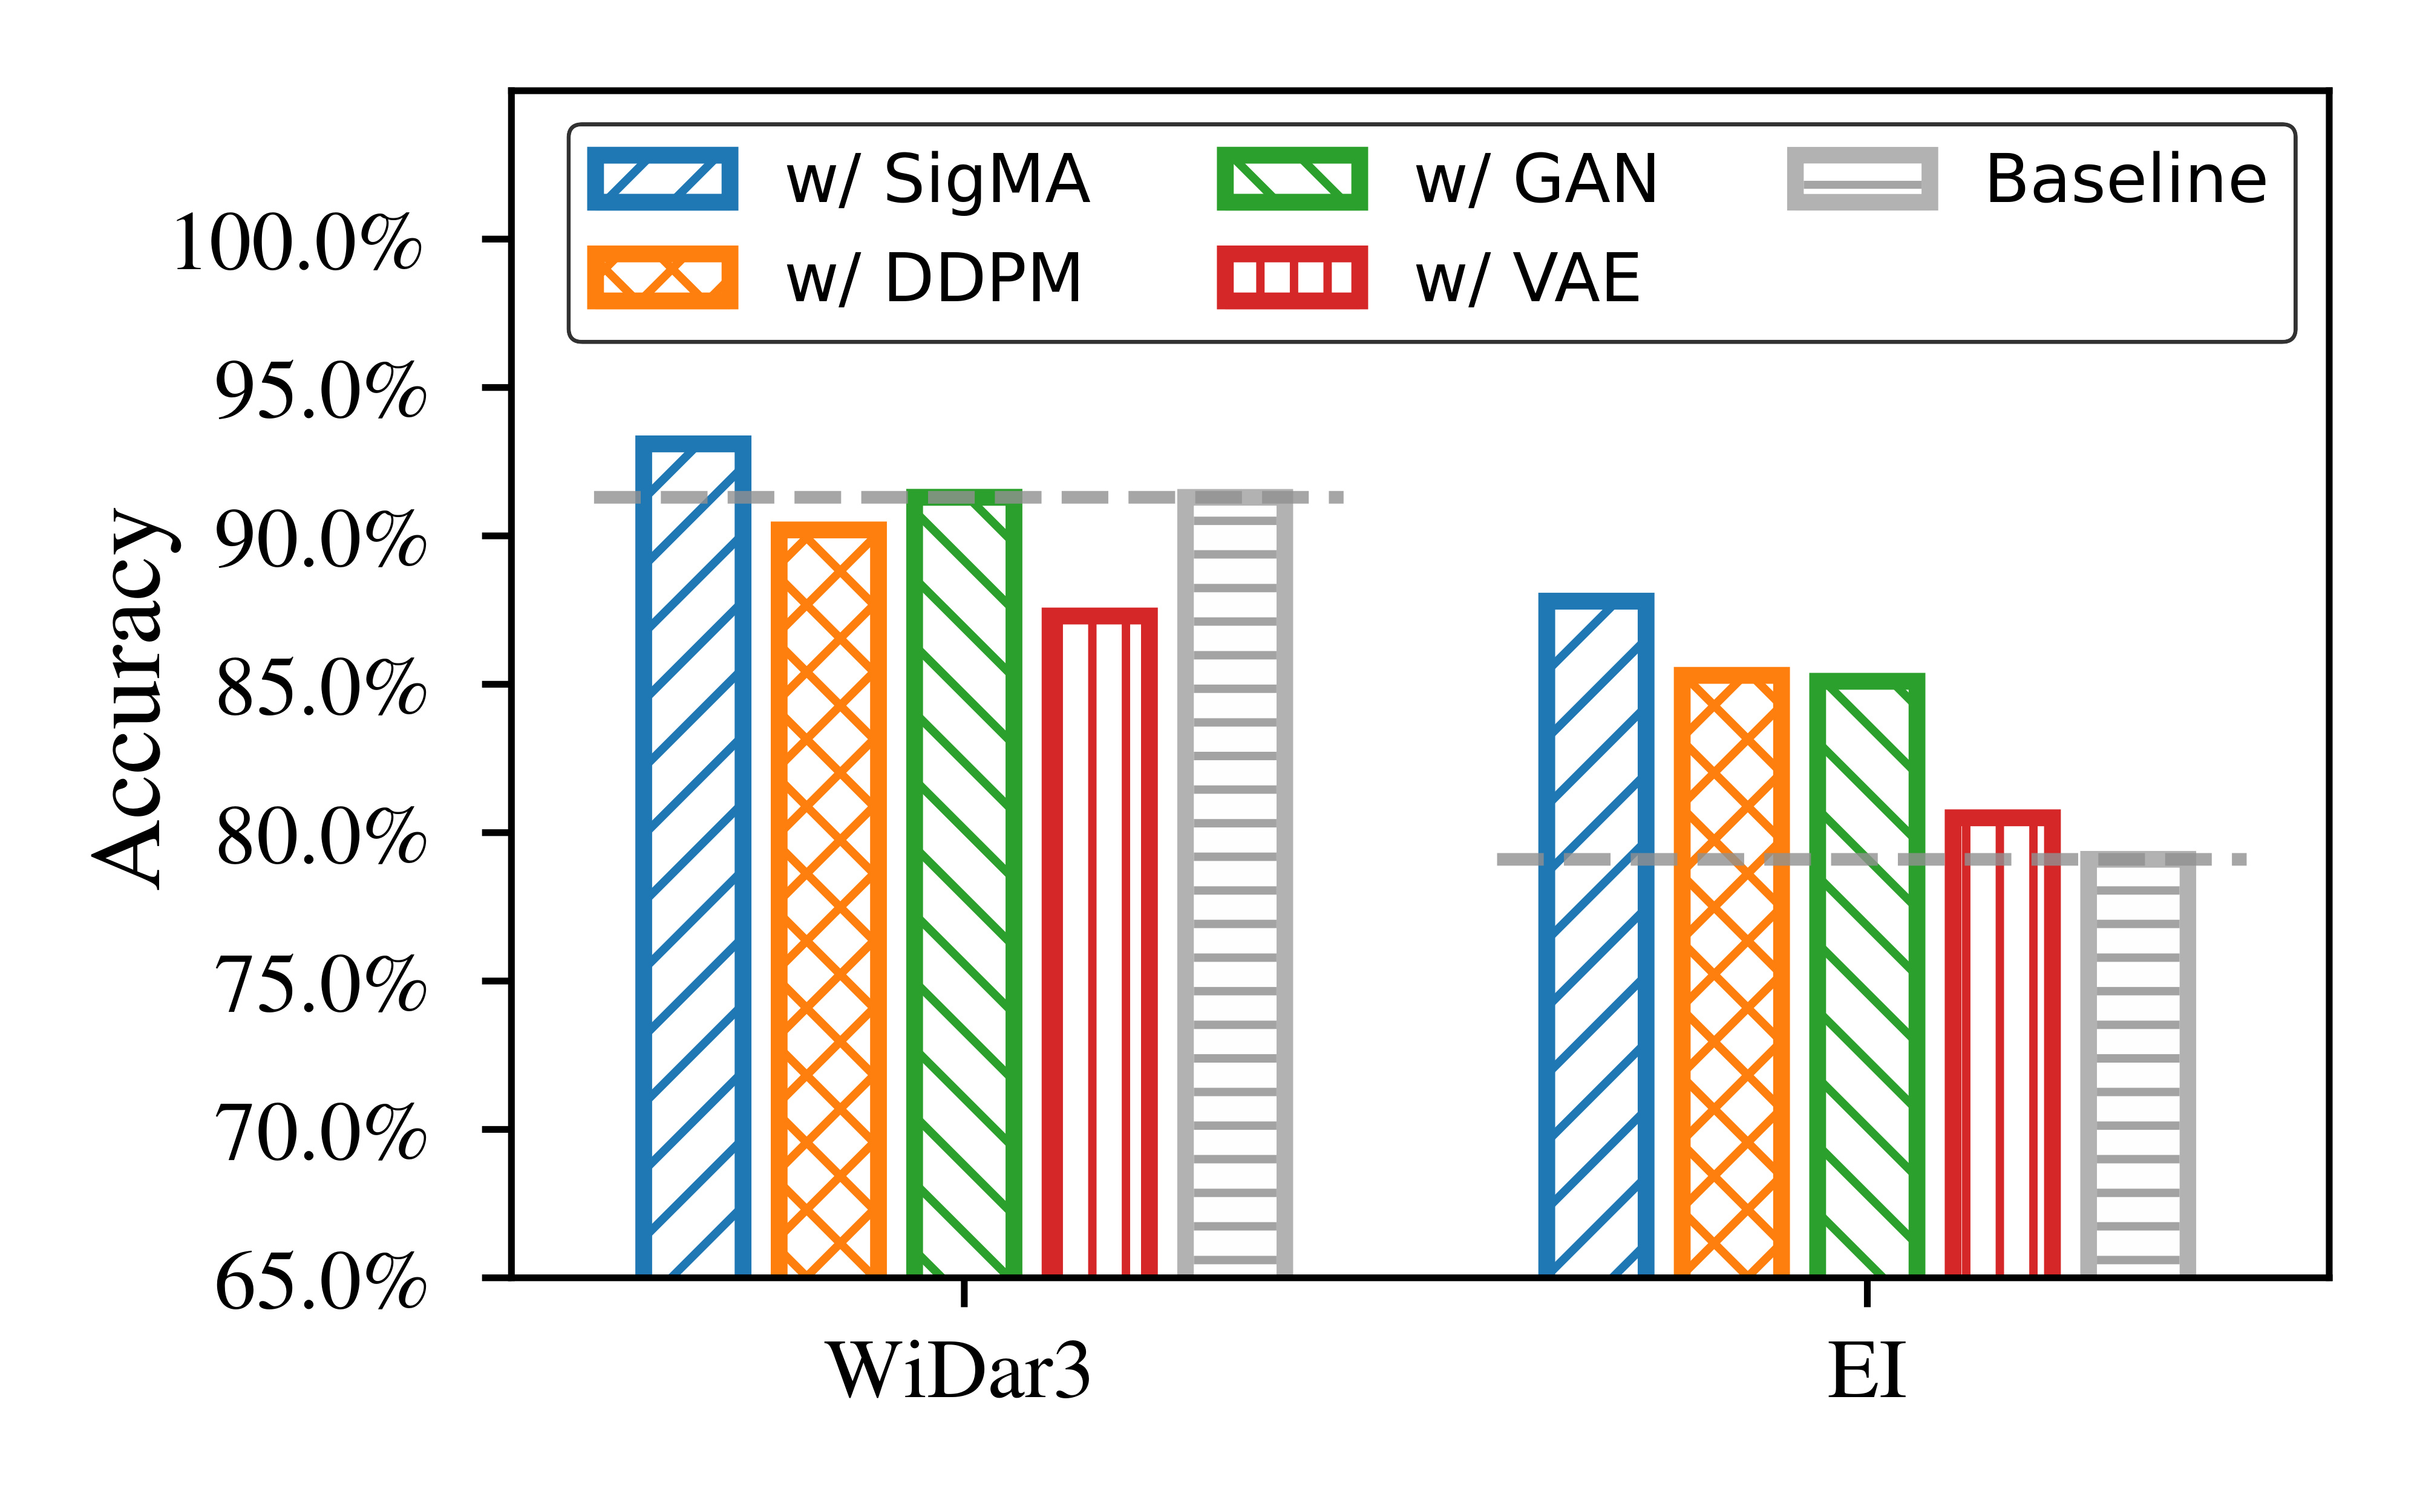 w/ SigMA
w/ GAN
Baseline
w/ DDPM
w/ VAE
100.0%
95.0%
90.0%
85.0%
80.0%
75.0%
70.0%
65.0%
Accuracy
WiDar3
EI